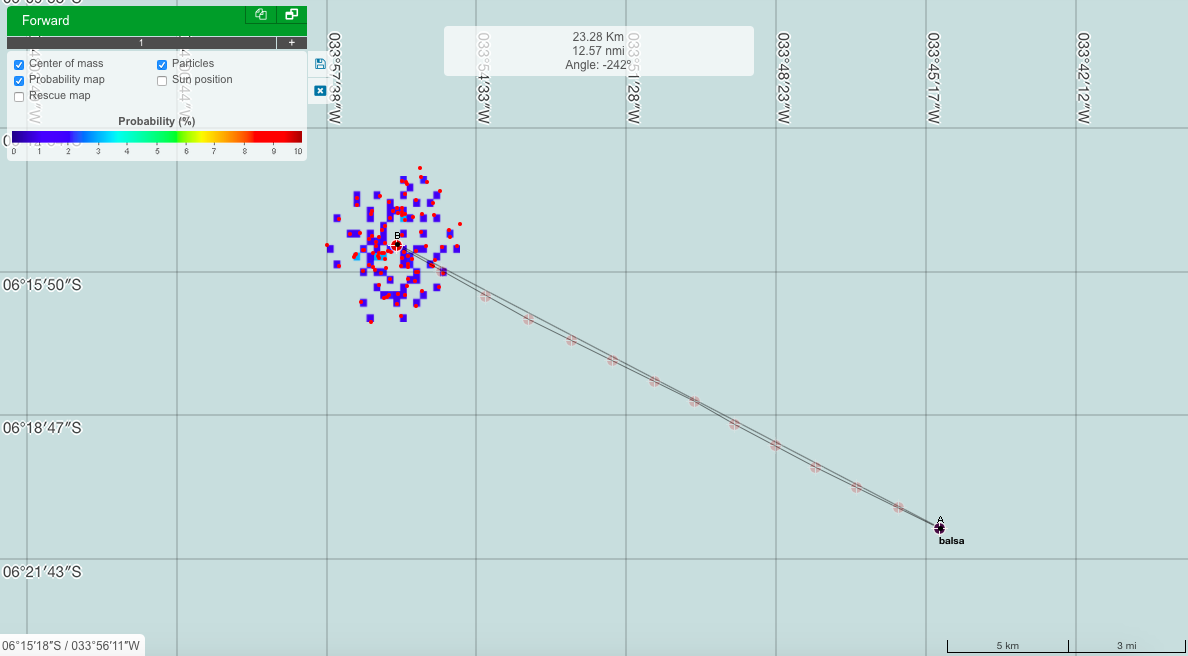 Forward
1
+
Center of mass
Particles
Probability map
Sun position
Rescue map
Probability (%)
0 1 2 3 4 5 6 7 8 9 10
23.28 Km
12.57 nmi
Angle: -242°
033°57′38″W
033°54′33″W
033°51′28″W
033°48′23″W
033°45′17″W
033°42′12″W
B
06°15′50″S
06°18′47″S
A
balsa
06°21′43″S
06°15′18″S / 033°56′11″W
5 km
3 mi